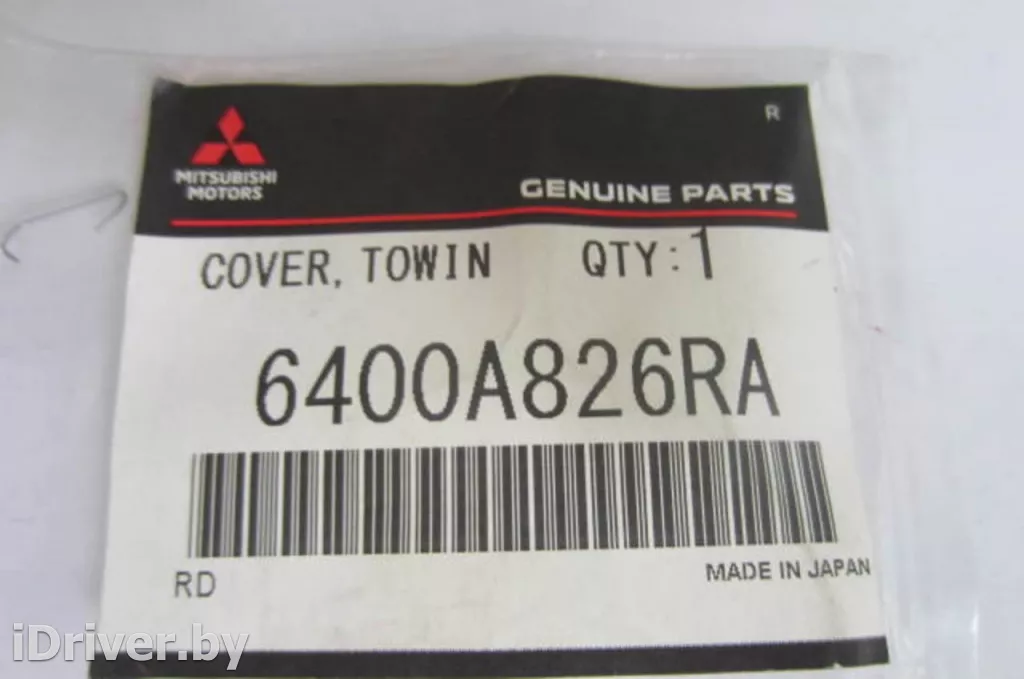 R
MITSUBISHI
MOTORS
GENUINE PARTS
COVER, TOWIN QTY:1
6400A826RA
RD
MADE IN JAPAN
iDriver.by